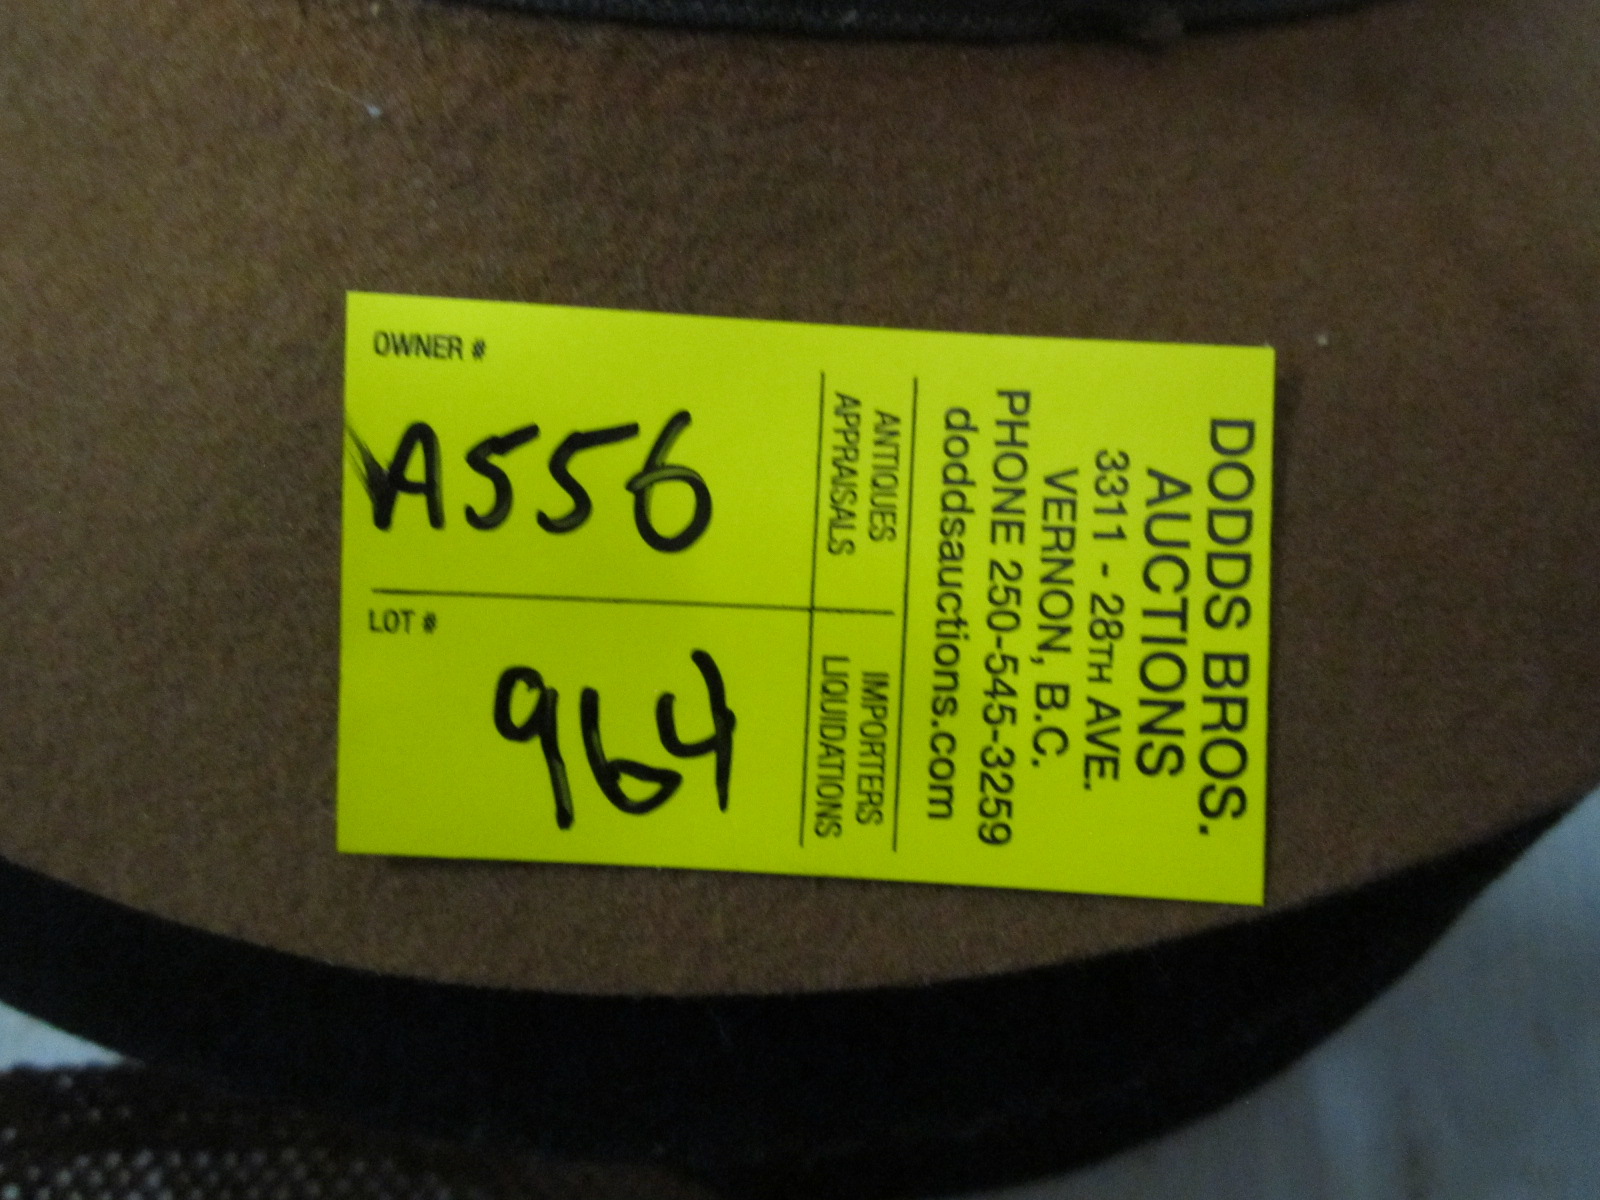 DODDS BROS.
AUCTIONS
3311 - 28TH AVE.
VERNON, B.C.
PHONE 250-545-3259
doddsauctions.com
ANTIQUES
APPRAISALS
IMPORTERS
LIQUIDATIONS
OWNER #
A556
LOT #
964